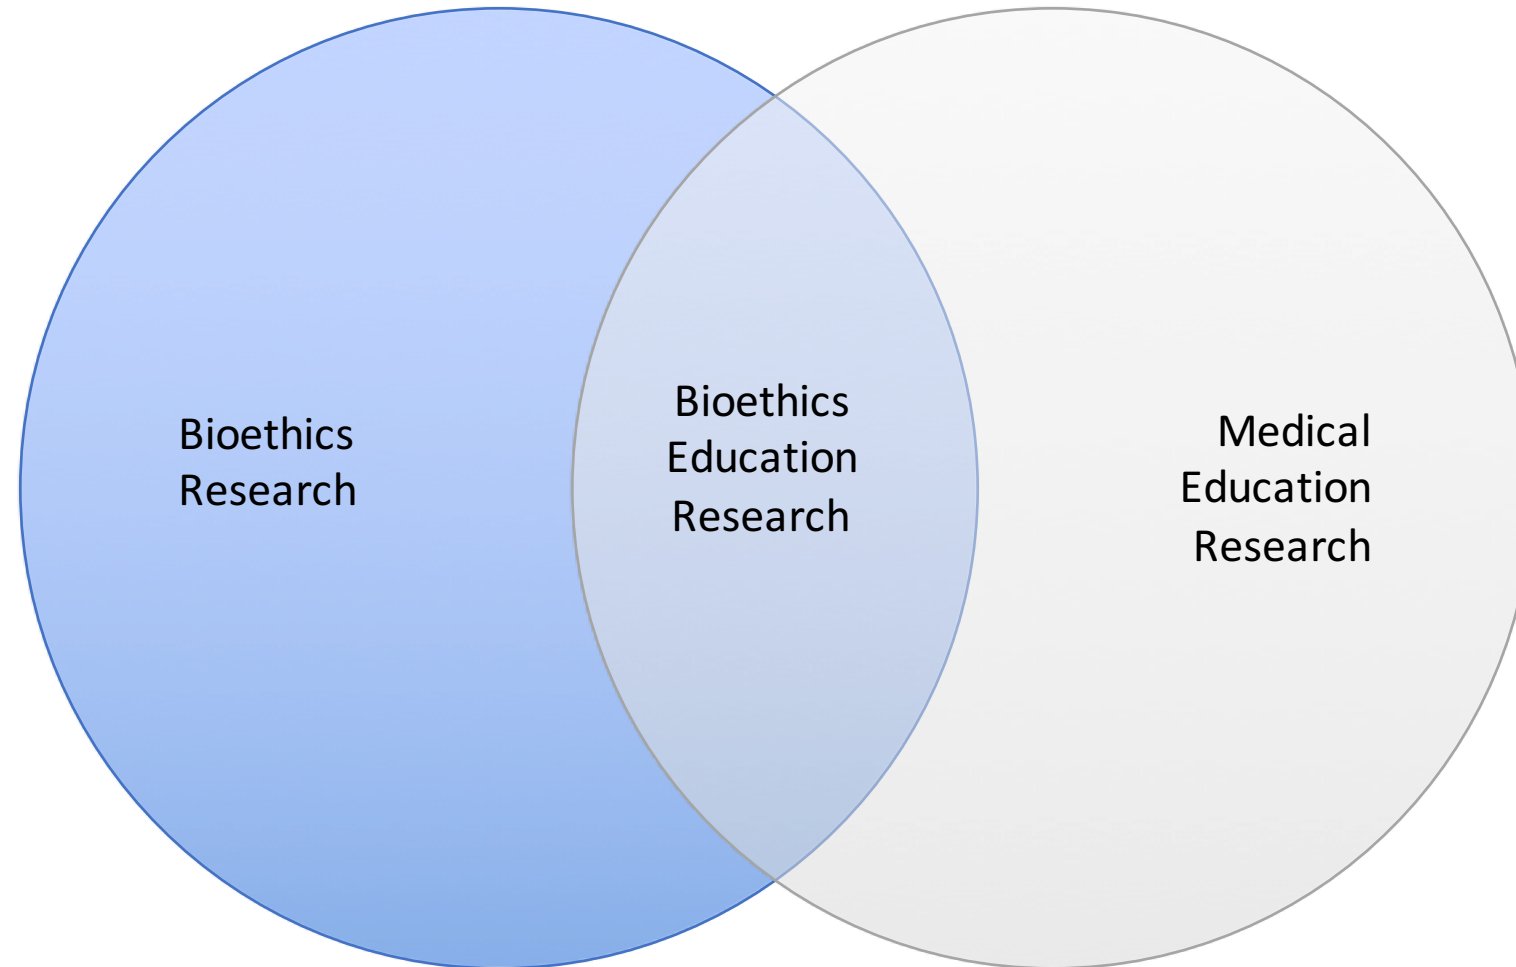 Bioethics
Research
Bioethics
Education
Research
Medical
Education
Research